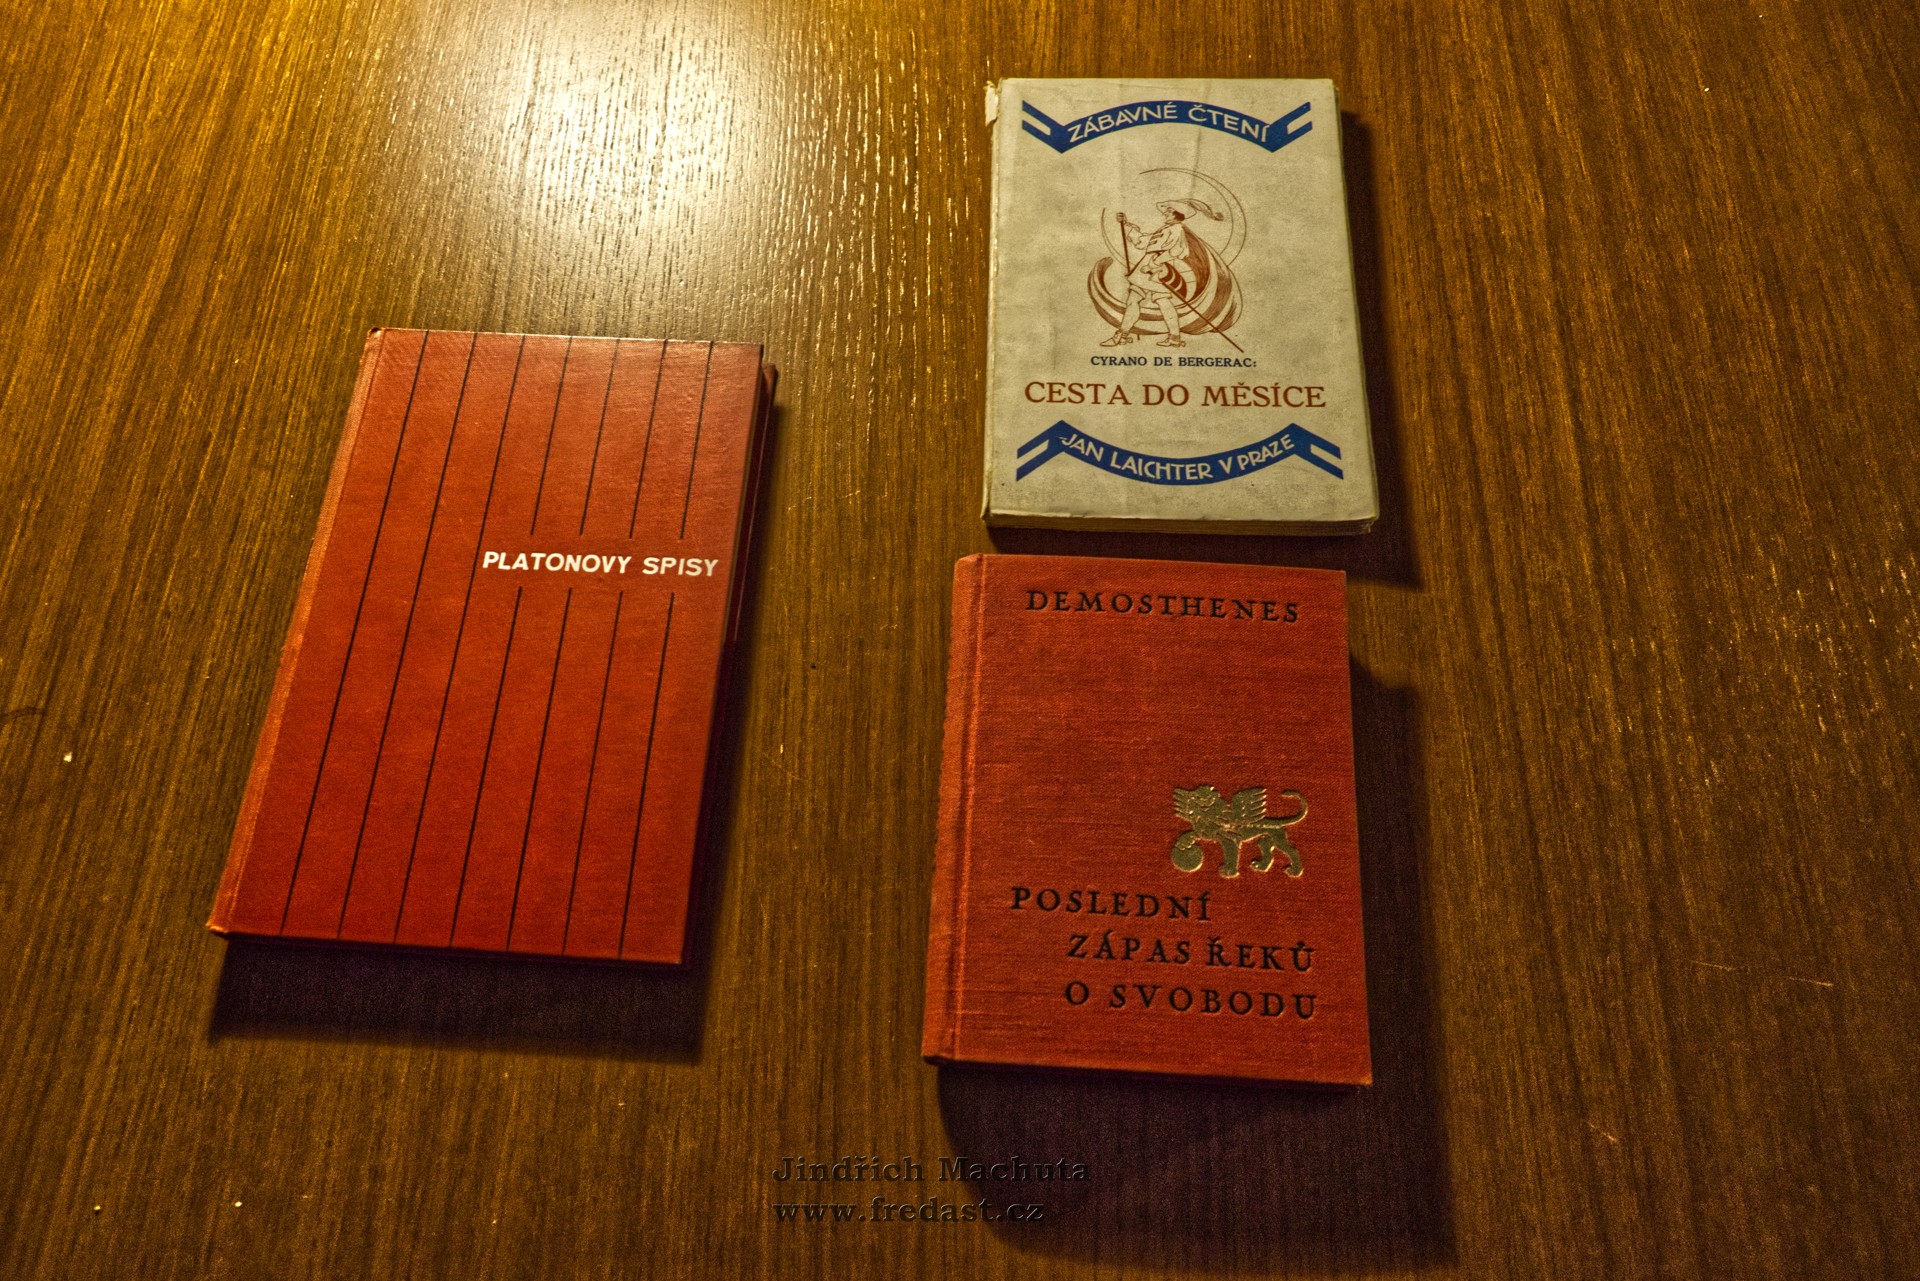 PLATONOVY SPISY
ZÁBAVNÉ ČTENÍ
CYRANO DE BERGERAC:
CESTA DO MĚSÍCE
JAN LAICHTER V PRAZE
DEMOSTHENES
POSLEDNÍ
ZÁPAS ŘEKŮ
O SVOBODU
Jindřich Machuta
www.fredast.cz